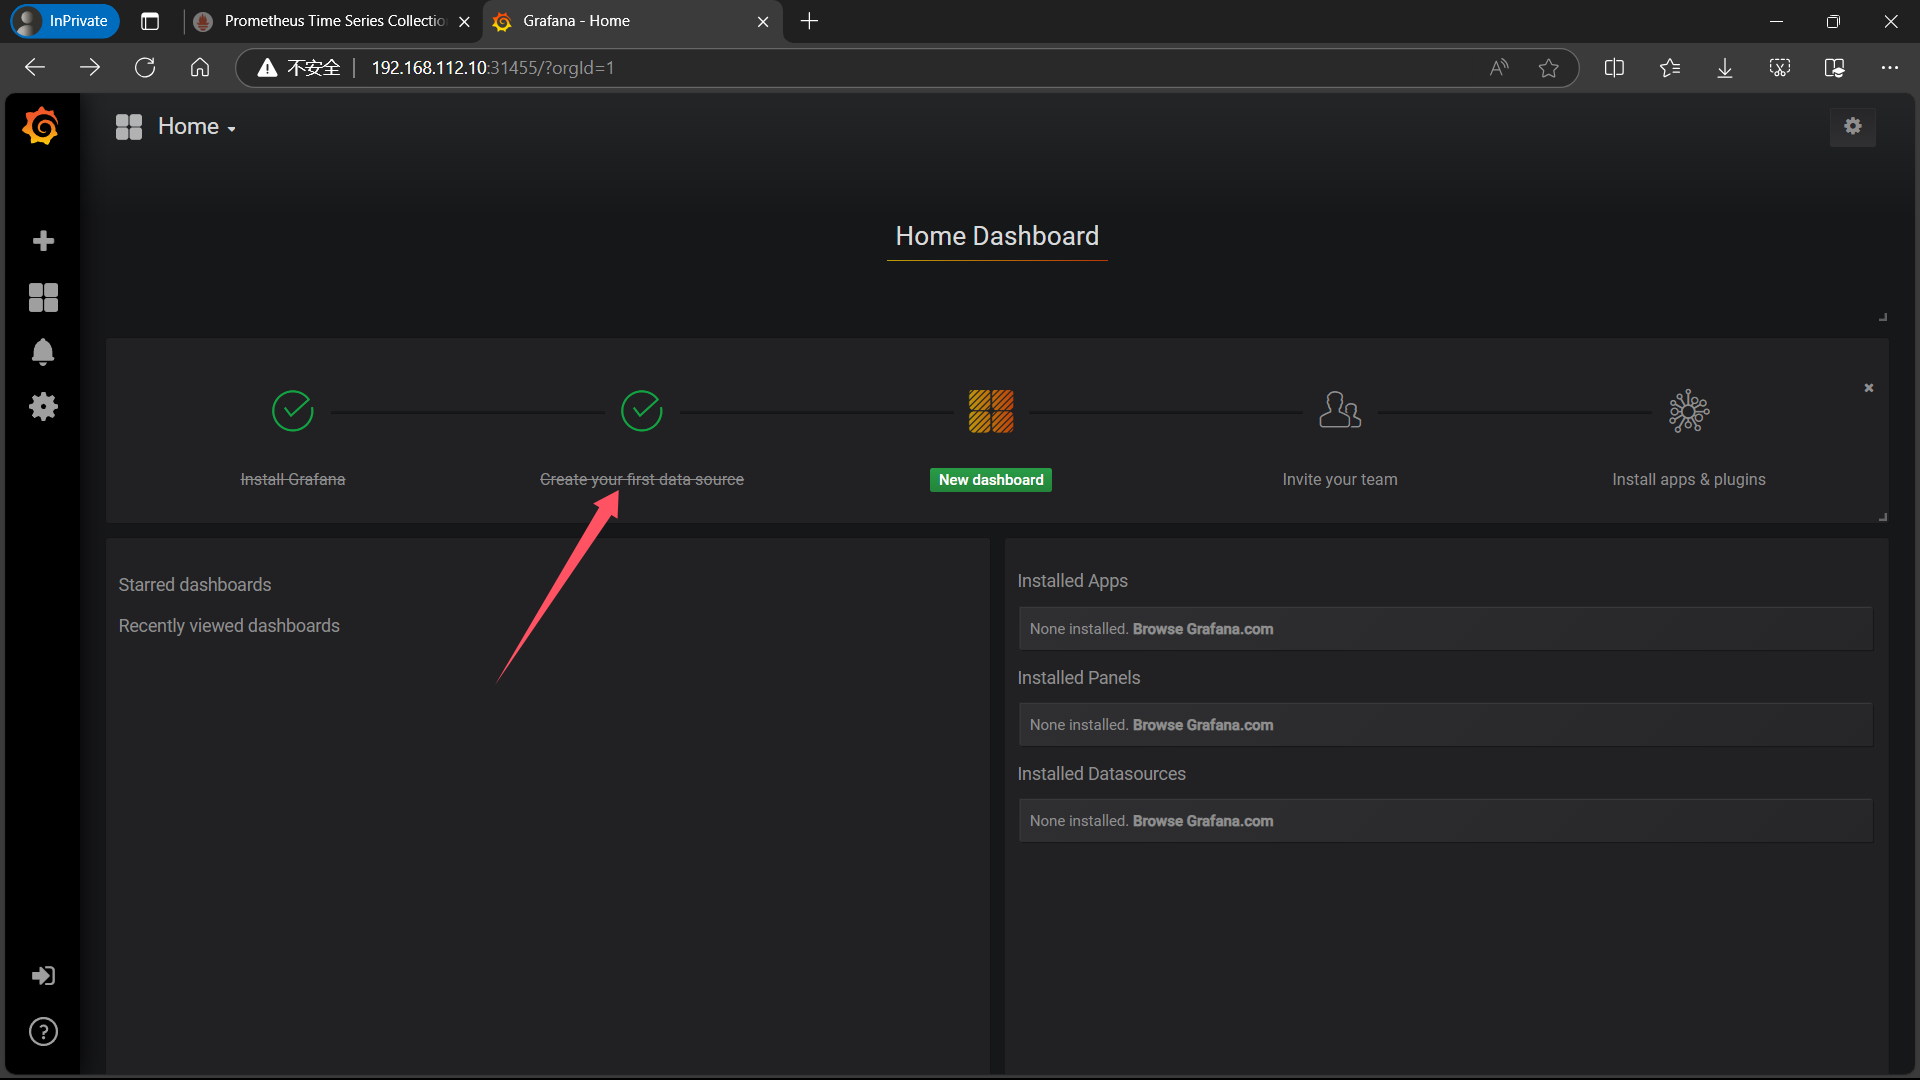 InPrivate
Prometheus Time Series Collectio
Grafana - Home
不安全
192.168.112.10:31455/?orgId=1
Home
Home Dashboard
Install Grafana
Create your first data source
New dashboard
Invite your team
Install apps & plugins
Starred dashboards
Recently viewed dashboards
Installed Apps
None installed. Browse Grafana.com
Installed Panels
None installed. Browse Grafana.com
Installed Datasources
None installed. Browse Grafana.com